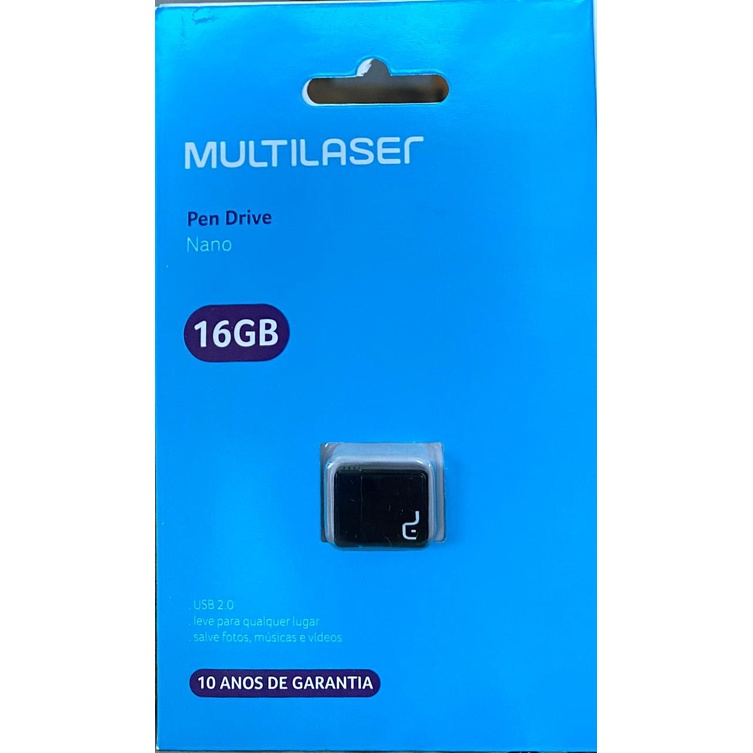 MULTILASER
Pen Drive
Nano
16GB
. USB 2.0
. leve para qualquer lugar
. salve fotos, músicas e vídeos
10 ANOS DE GARANTIA